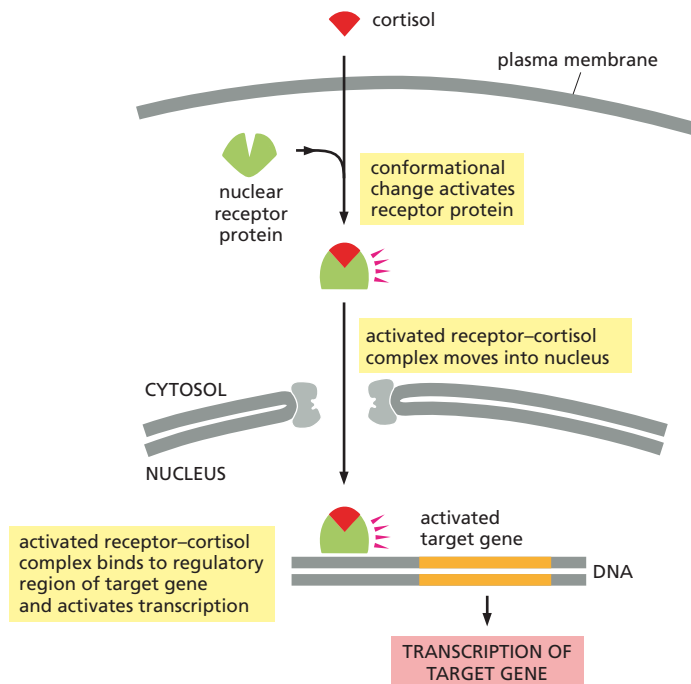 cortisol
plasma membrane
nuclear
receptor
protein
conformational
change activates
receptor protein
activated receptor–cortisol
complex moves into nucleus
CYTOSOL
NUCLEUS
activated receptor–cortisol
complex binds to regulatory
region of target gene
and activates transcription
activated
target gene
DNA
TRANSCRIPTION OF
TARGET GENE